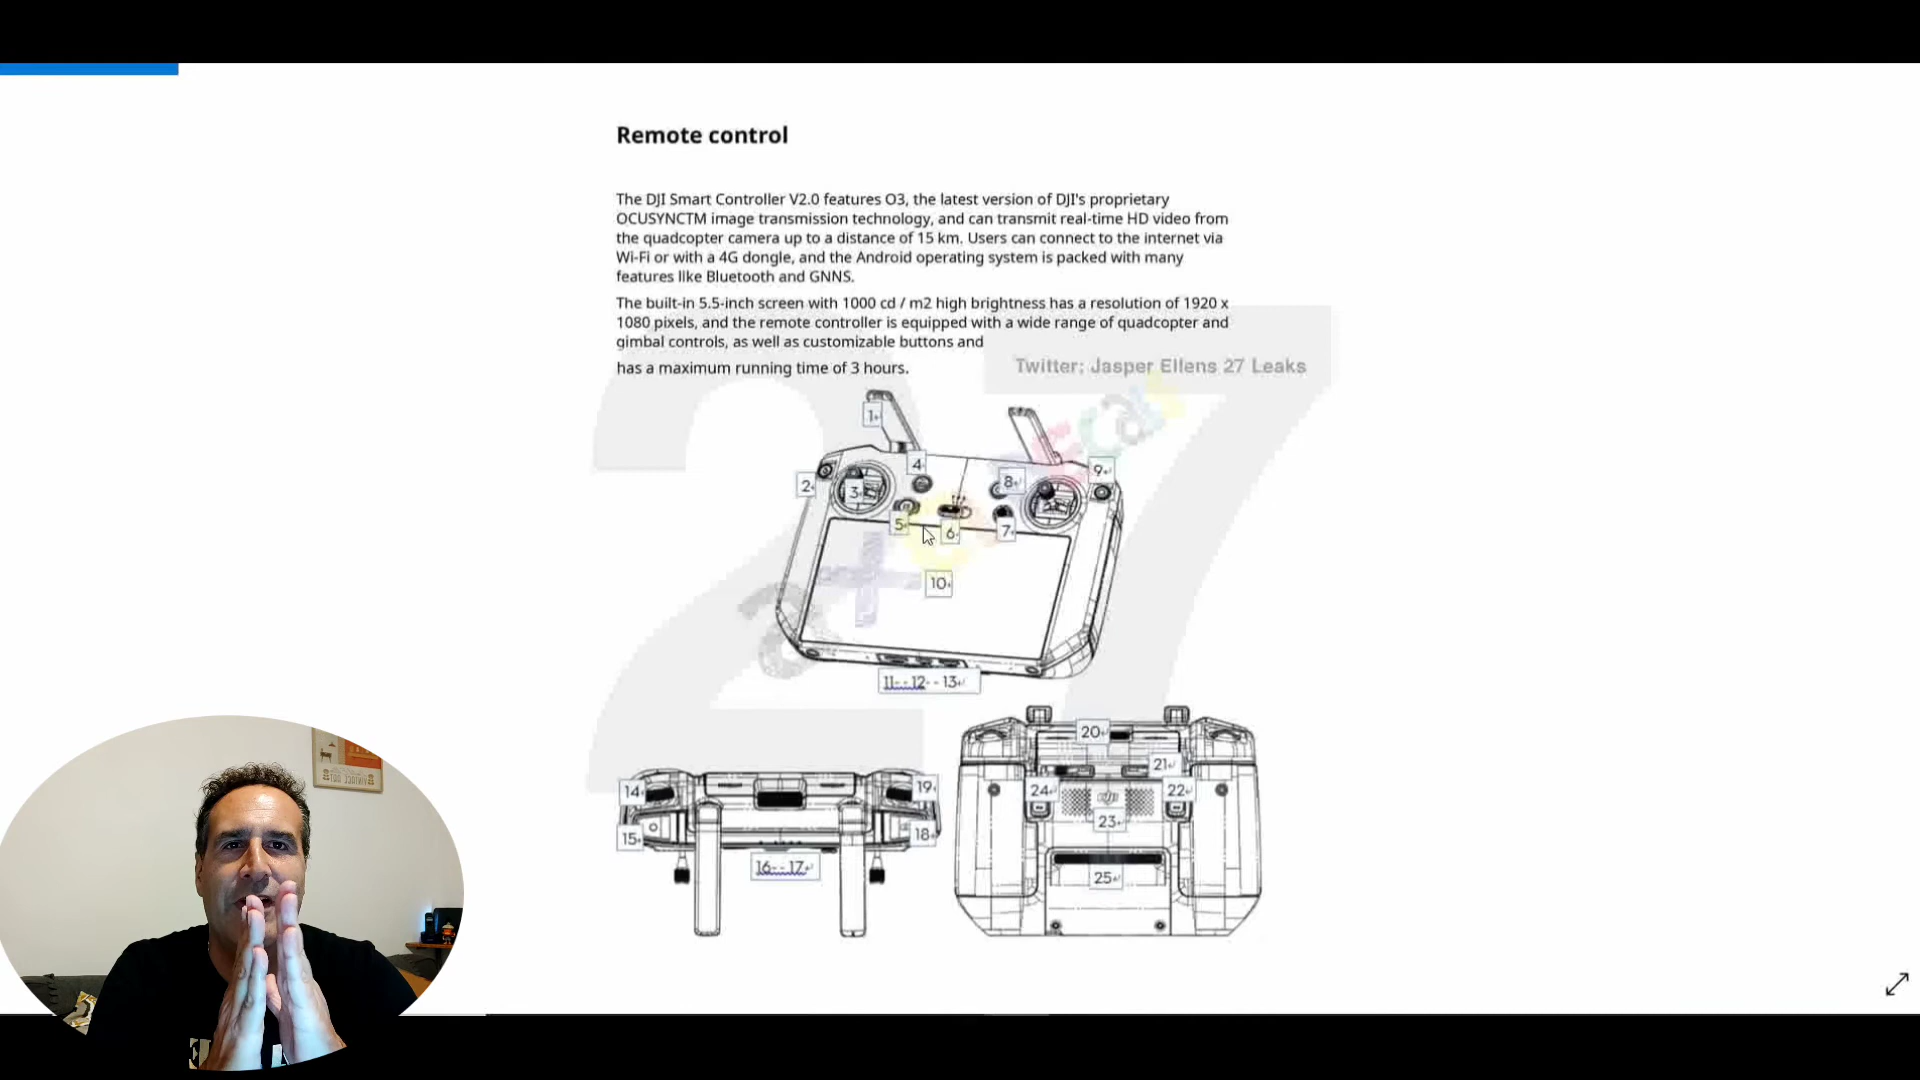 Remote control
The DJI Smart Controller V2.0 features O3, the latest version of DJI's proprietary
OCUSYNCTM image transmission technology, and can transmit real-time HD video from
the quadcopter camera up to a distance of 15 km. Users can connect to the internet via
Wi-Fi or with a 4G dongle, and the Android operating system is packed with many
features like Bluetooth and GNNS.
The built-in 5.5-inch screen with 1000 cd / m2 high brightness has a resolution of 1920 x
1080 pixels, and the remote controller is equipped with a wide range of quadcopter and
gimbal controls, as well as customizable buttons and
has a maximum running time of 3 hours.
Twitter: Jasper Ellens 27 Leaks
27
1
2
3
4
5
6
7
8
9
10
11- -12- -13
14
15
16- -17
18
19
20
21
22
23
24
25